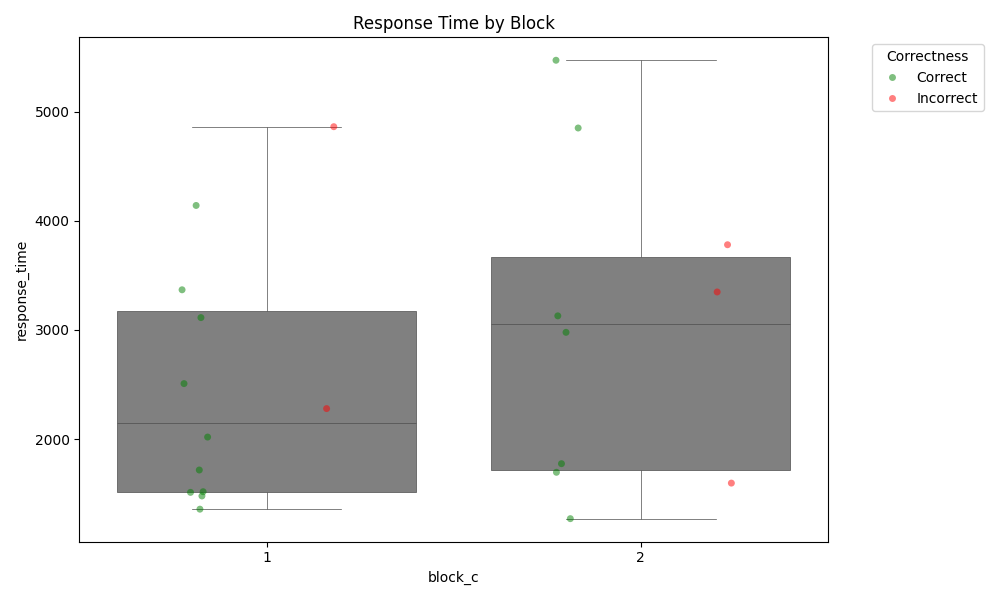 Response Time by Block
Correctness
Correct
Incorrect
response_time
5000
4000
3000
2000
1
2
block_c